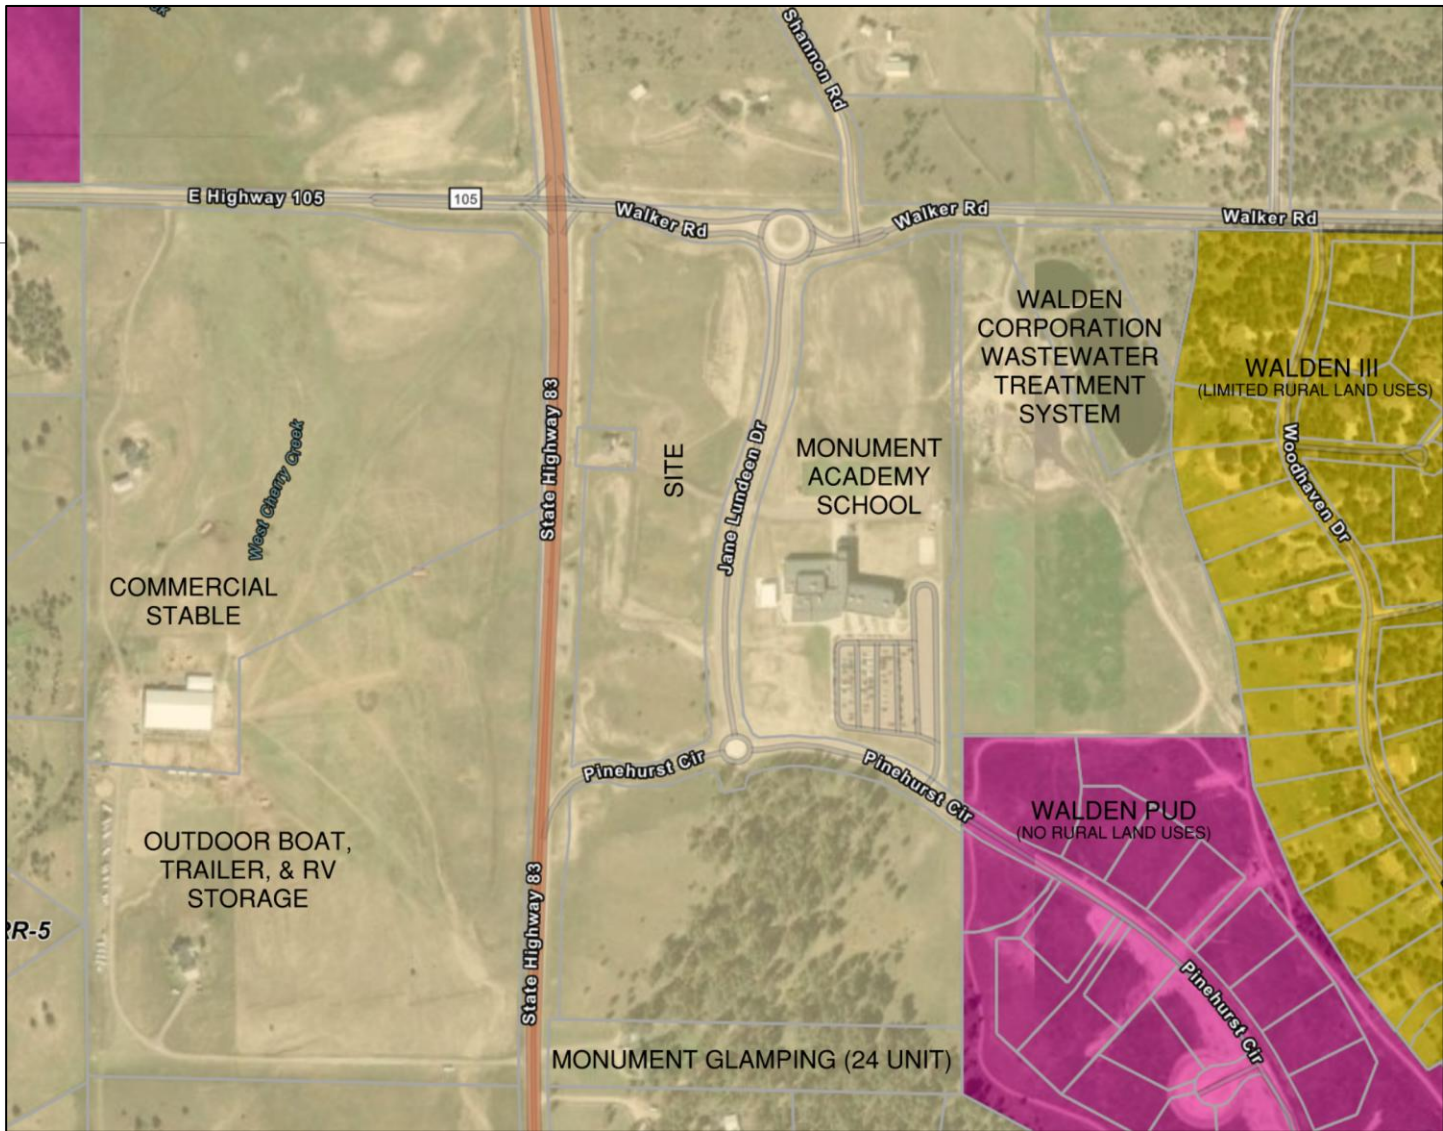 Shannon Rd
E Highway 105
105
Walker Rd
Walker Rd
Walker Rd
WALDEN
CORPORATION
WASTEWATER
TREATMENT
SYSTEM
WALDEN III
(LIMITED RURAL LAND USES)
State Highway 83
West Cherry Creek
SITE
Jane Lundeen Dr
MONUMENT
ACADEMY
SCHOOL
Woodhaven Dr
COMMERCIAL
STABLE
Pinehurst Cir
Pinehurst Cir
WALDEN PUD
(NO RURAL LAND USES)
OUTDOOR BOAT,
TRAILER, & RV
STORAGE
State Highway 83
RR-5
Pinehurst Cir
MONUMENT GLAMPING (24 UNIT)